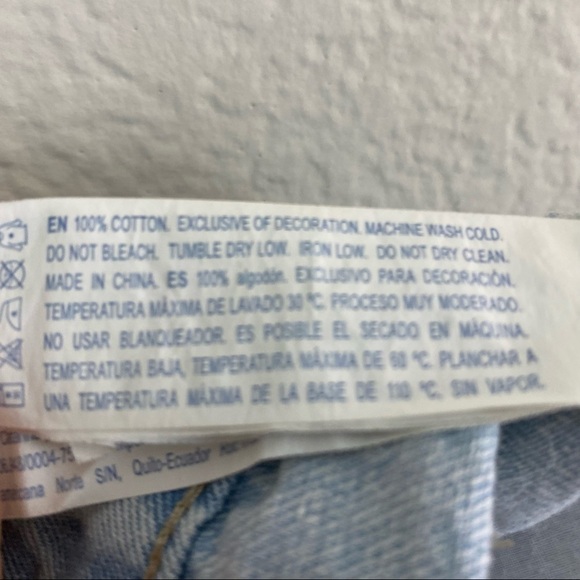 EN 100% COTTON. EXCLUSIVE OF DECORATION. MACHINE WASH COLD.
DO NOT BLEACH. TUMBLE DRY LOW. IRON LOW. DO NOT DRY CLEAN.
MADE IN CHINA. ES 100% algodón. EXCLUSIVO PARA DECORACIÓN.
TEMPERATURA MÁXIMA DE LAVADO 30 °C. PROCESO MUY MODERADO.
NO USAR BLANQUEADOR. ES POSIBLE EL SECADO EN MÁQUINA.
TEMPERATURA BAJA, TEMPERATURA MÁXIMA DE 60 °C. PLANCHAR A
UNA TEMPERATURA MÁXIMA DE LA BASE DE 110 °C. SIN VAPOR.
/0004-75
Norte S/N, Quito-Ecuador